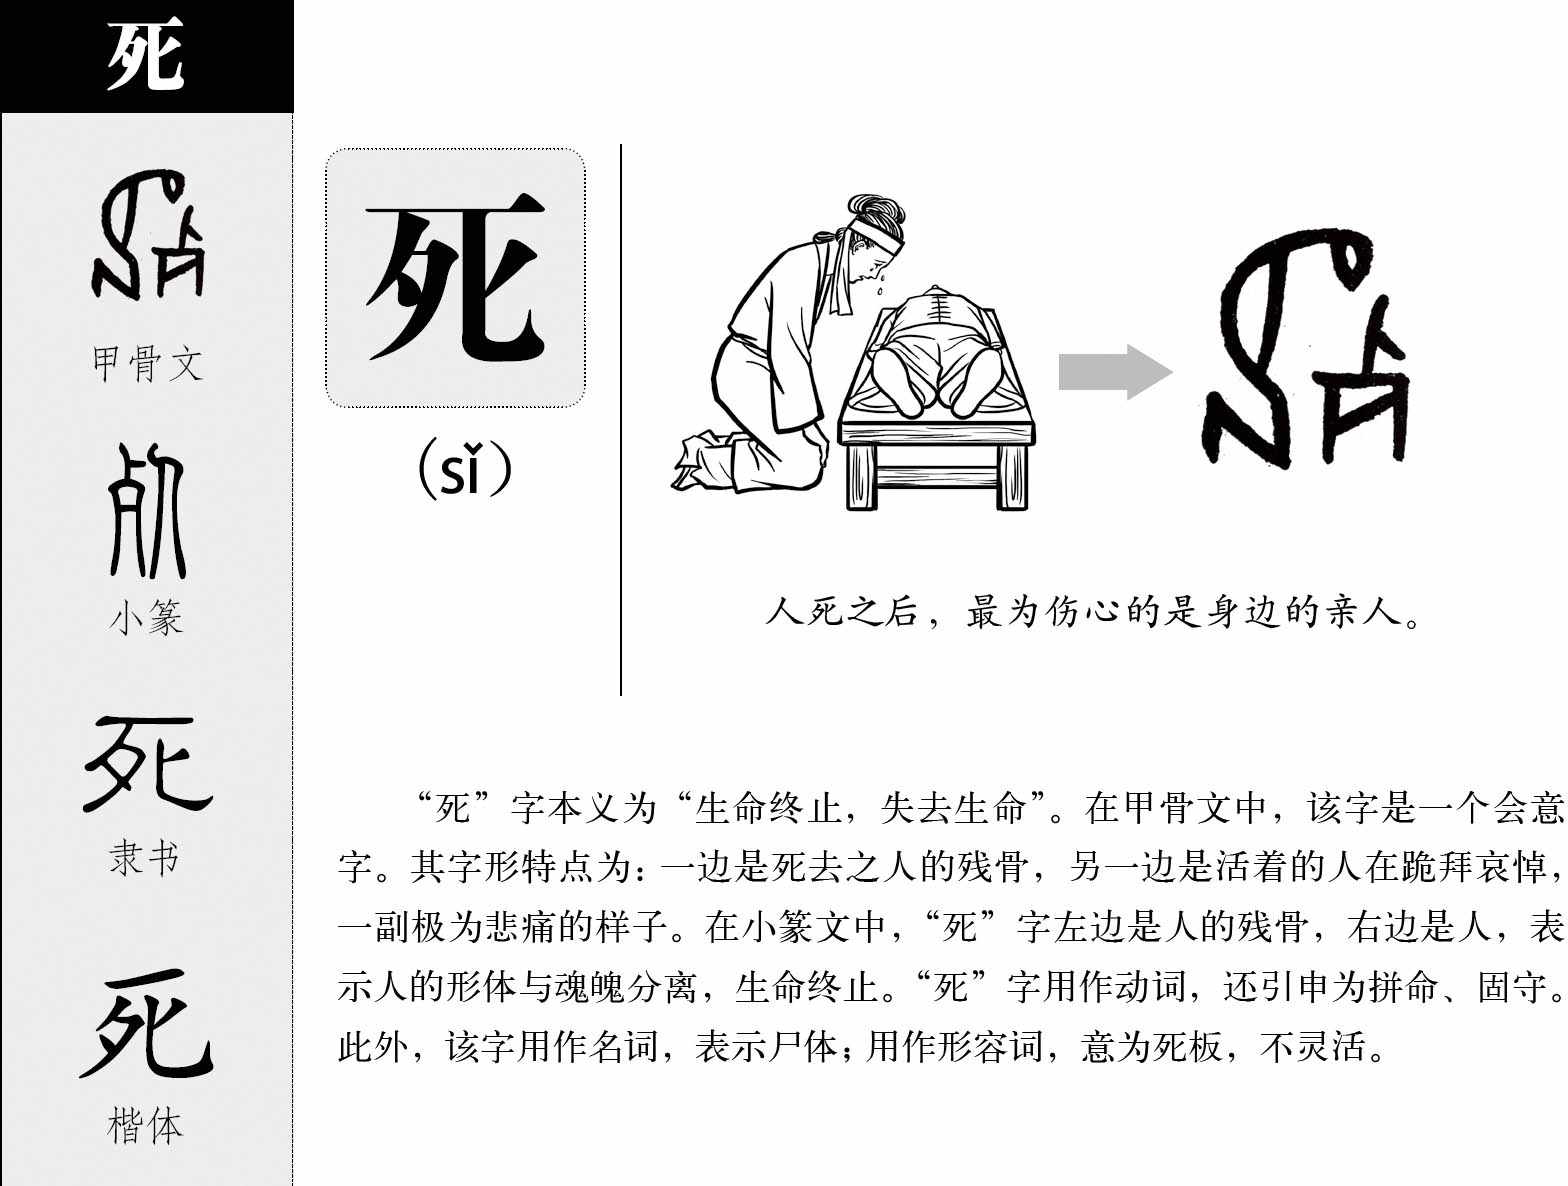 死
甲骨文
小篆
隶书
楷体
死
（sǐ）
人死之后，最为伤心的是身边的亲人。
“死”字本义为“生命终止，失去生命”。在甲骨文中，该字是一个会意
字。其字形特点为：一边是死去之人的残骨，另一边是活着的人在跪拜哀悼，
一副极为悲痛的样子。在小篆文中，“死”字左边是人的残骨，右边是人，表
示人的形体与魂魄分离，生命终止。“死”字用作动词，还引申为拼命、固守。
此外，该字用作名词，表示尸体；用作形容词，意为死板，不灵活。